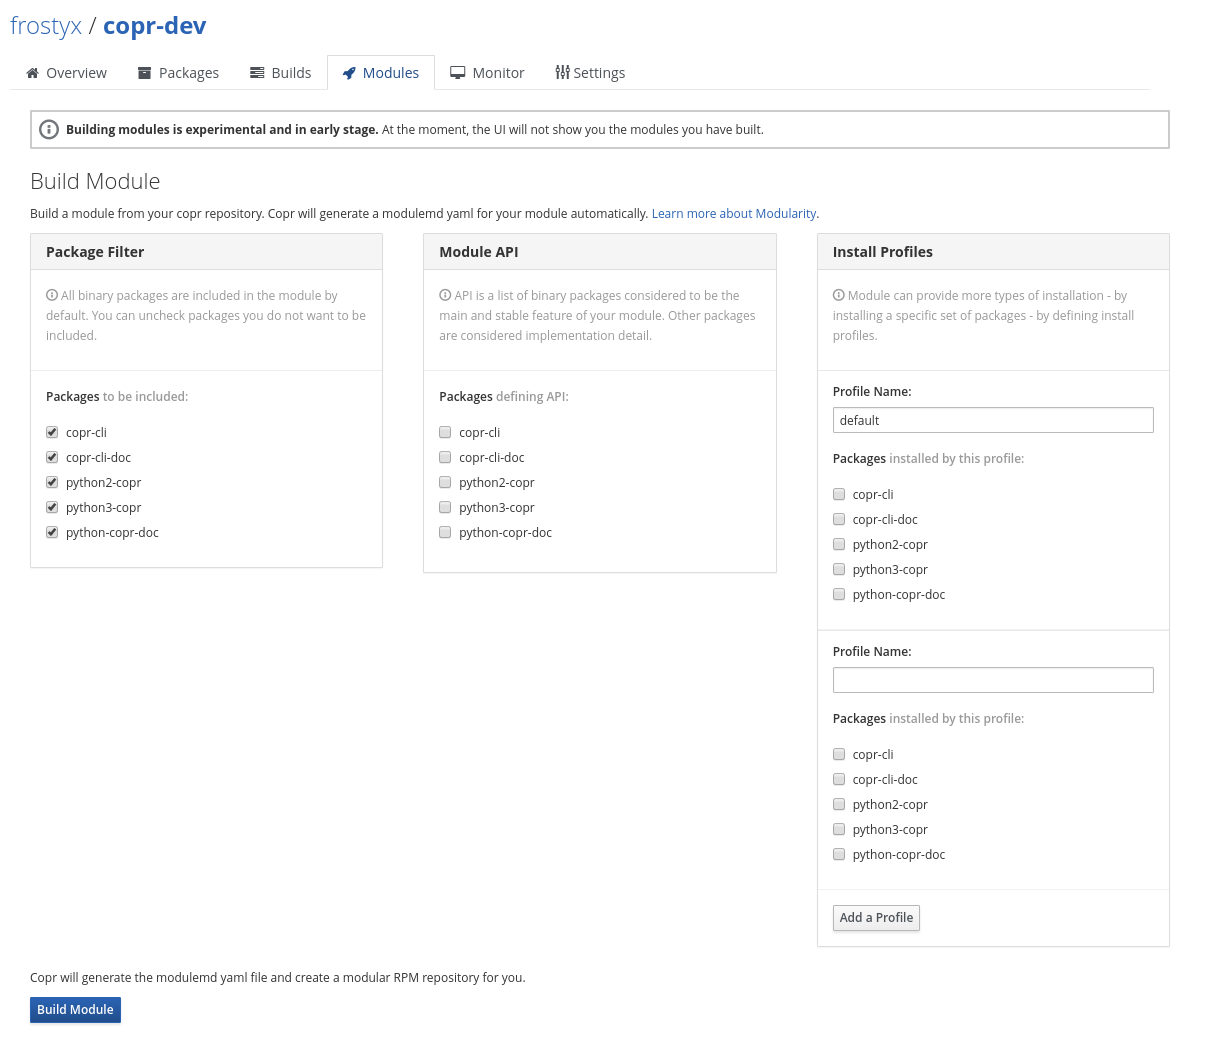 frostyx / copr-dev
Overview
Packages
Builds
Modules
Monitor
Settings
Building modules is experimental and in early stage. At the moment, the UI will not show you the modules you have built.
Build Module
Build a module from your copr repository. Copr will generate a modulemd yaml for your module automatically. Learn more about Modularity.
Package Filter
All binary packages are included in the module by
default. You can uncheck packages you do not want to be
included.
Packages to be included:
copr-cli
copr-cli-doc
python2-copr
python3-copr
python-copr-doc
Module API
API is a list of binary packages considered to be the
main and stable feature of your module. Other packages
are considered implementation detail.
Packages defining API:
copr-cli
copr-cli-doc
python2-copr
python3-copr
python-copr-doc
Install Profiles
Module can provide more types of installation - by
installing a specific set of packages - by defining install
profiles.
Profile Name:
default
Packages installed by this profile:
copr-cli
copr-cli-doc
python2-copr
python3-copr
python-copr-doc
Profile Name:
Packages installed by this profile:
copr-cli
copr-cli-doc
python2-copr
python3-copr
python-copr-doc
Add a Profile
Copr will generate the modulemd yaml file and create a modular RPM repository for you.
Build Module